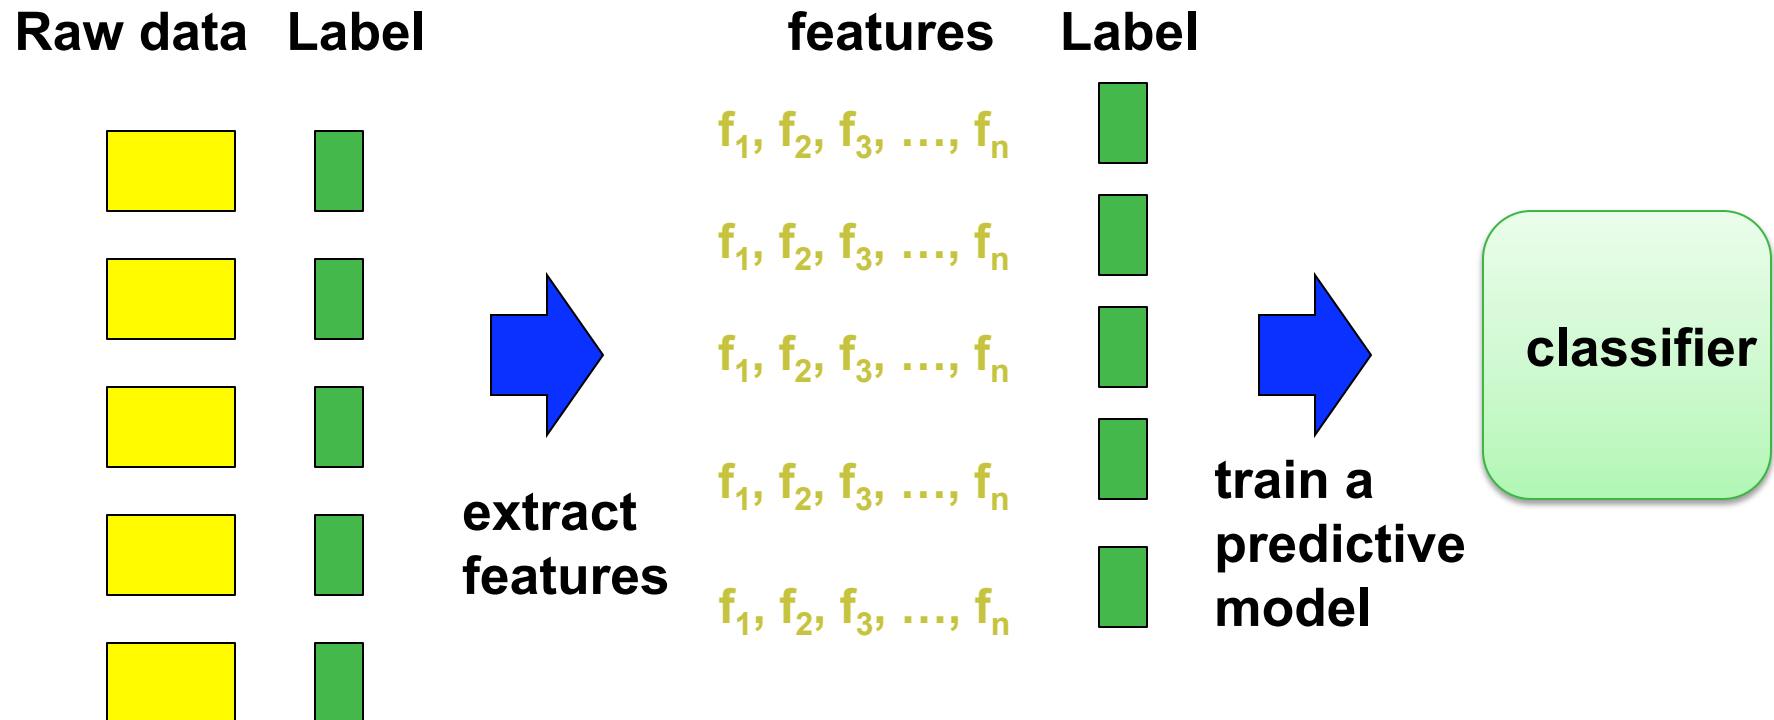 Raw data Label features Label
f1, f2, f3, …, fn
f1, f2, f3, …, fn
f1, f2, f3, …, fn
f1, f2, f3, …, fn
f1, f2, f3, …, fn
extract
features
train a
predictive
model
classifier